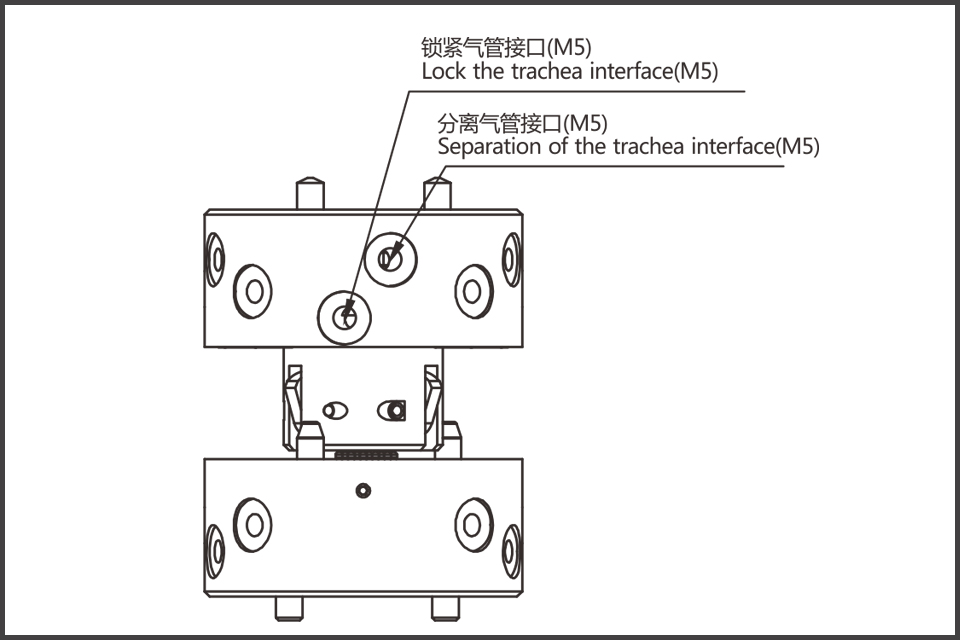 锁紧气管接口(M5)
Lock the trachea interface(M5)
分离气管接口(M5)
Separation of the trachea interface(M5)